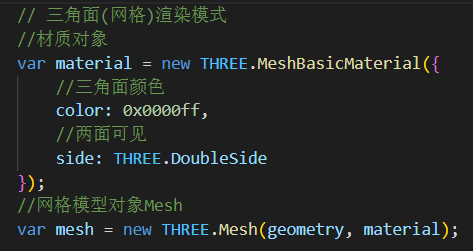 // 三角面(网格)渲染模式
//材质对象
var material = new THREE.MeshBasicMaterial({
    //三角面颜色
    color: 0x0000ff,
    //两面可见
    side: THREE.DoubleSide
});
//网格模型对象Mesh
var mesh = new THREE.Mesh(geometry, material);